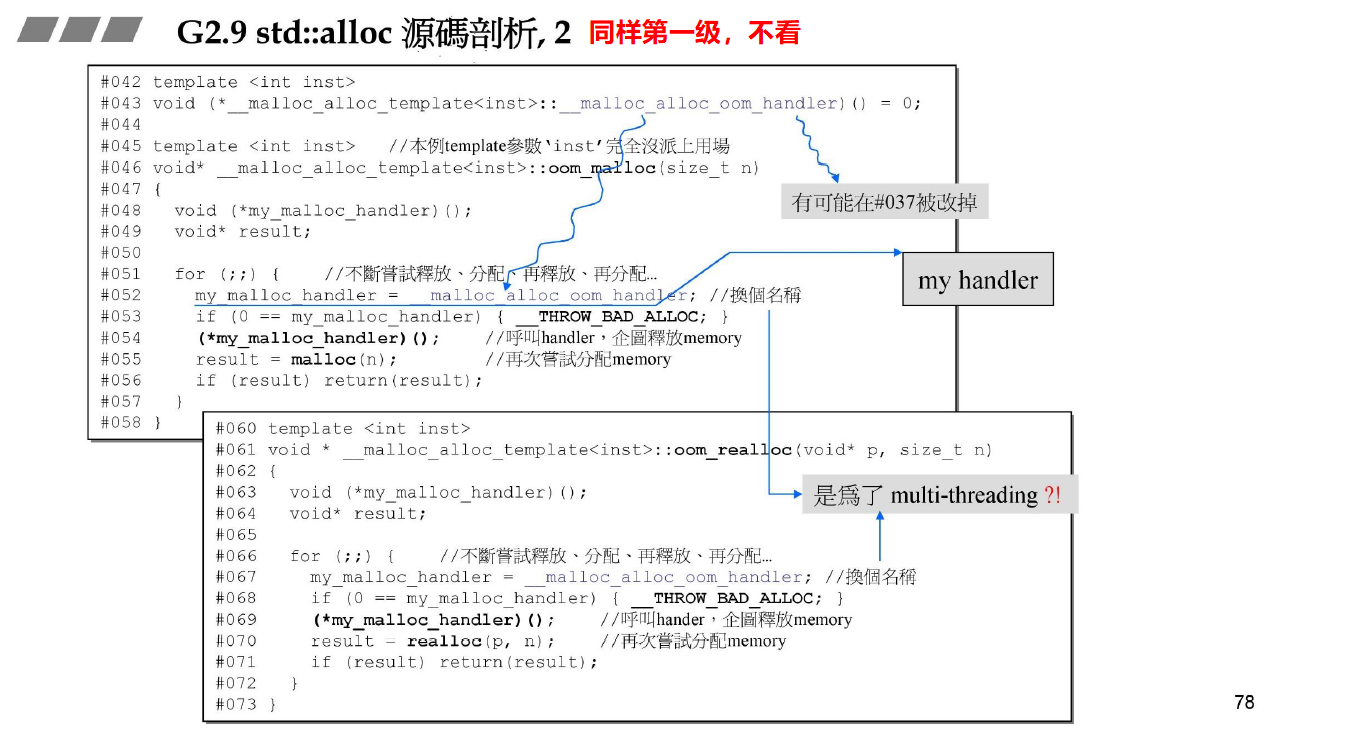 G2.9 std::alloc 源碼剖析, 2 同样第一级，不看
#042 template <int inst>
#043 void (*__malloc_alloc_template<inst>::__malloc_alloc_oom_handler)() = 0;
#044
#045 template <int inst> //本例template參數‵inst′完全沒派上用場
#046 void* __malloc_alloc_template<inst>::oom_malloc(size_t n)
#047 {
#048 void (*my_malloc_handler)();
#049 void* result;
#050
#051 for (;;) { //不斷嘗試釋放、分配、再釋放、再分配…
#052 my_malloc_handler = __malloc_alloc_oom_handler; //換個名稱
#053 if (0 == my_malloc_handler) { __THROW_BAD_ALLOC; }
#054 (*my_malloc_handler)(); //呼叫handler，企圖釋放memory
#055 result = malloc(n); //再次嘗試分配memory
#056 if (result) return(result);
#057 }
#058 }
有可能在#037被改掉
my handler
#060 template <int inst>
#061 void * __malloc_alloc_template<inst>::oom_realloc(void* p, size_t n)
#062 {
#063 void (*my_malloc_handler)();
#064 void* result;
#065
#066 for (;;) { //不斷嘗試釋放、分配、再釋放、再分配…
#067 my_malloc_handler = __malloc_alloc_oom_handler; //換個名稱
#068 if (0 == my_malloc_handler) { __THROW_BAD_ALLOC; }
#069 (*my_malloc_handler)(); //呼叫hander，企圖釋放memory
#070 result = realloc(p, n); //再次嘗試分配memory
#071 if (result) return(result);
#072 }
#073 }
是爲了 multi-threading ?!
78